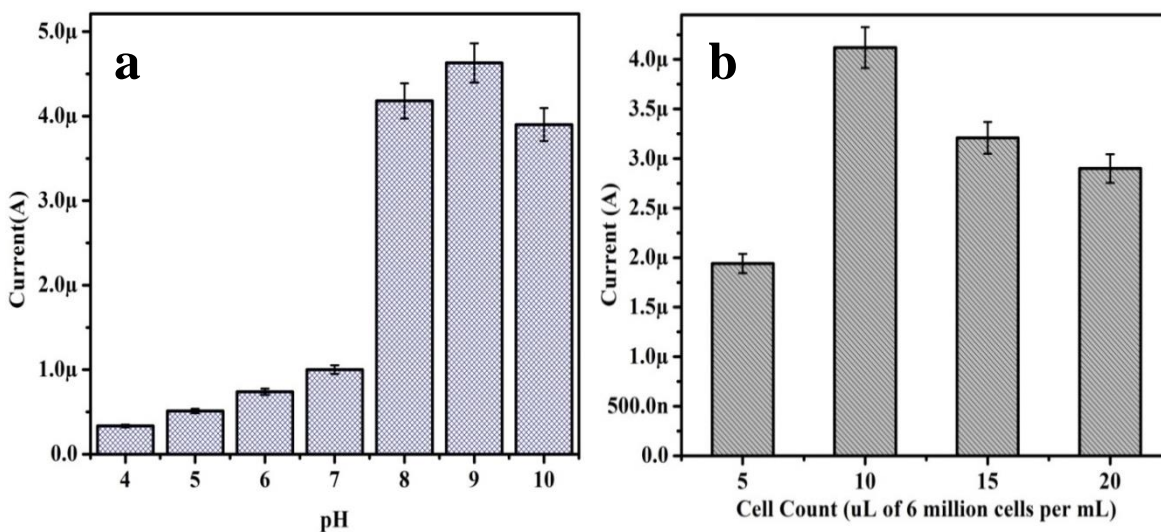 a
5.0μ
4.0μ
3.0μ
2.0μ
1.0μ
0.0
Current(A)
4 5 6 7 8 9 10
pH
b
4.0μ
3.5μ
3.0μ
2.5μ
2.0μ
1.5μ
1.0μ
500.0n
0.0
Current (A)
5 10 15 20
Cell Count (uL of 6 million cells per mL)